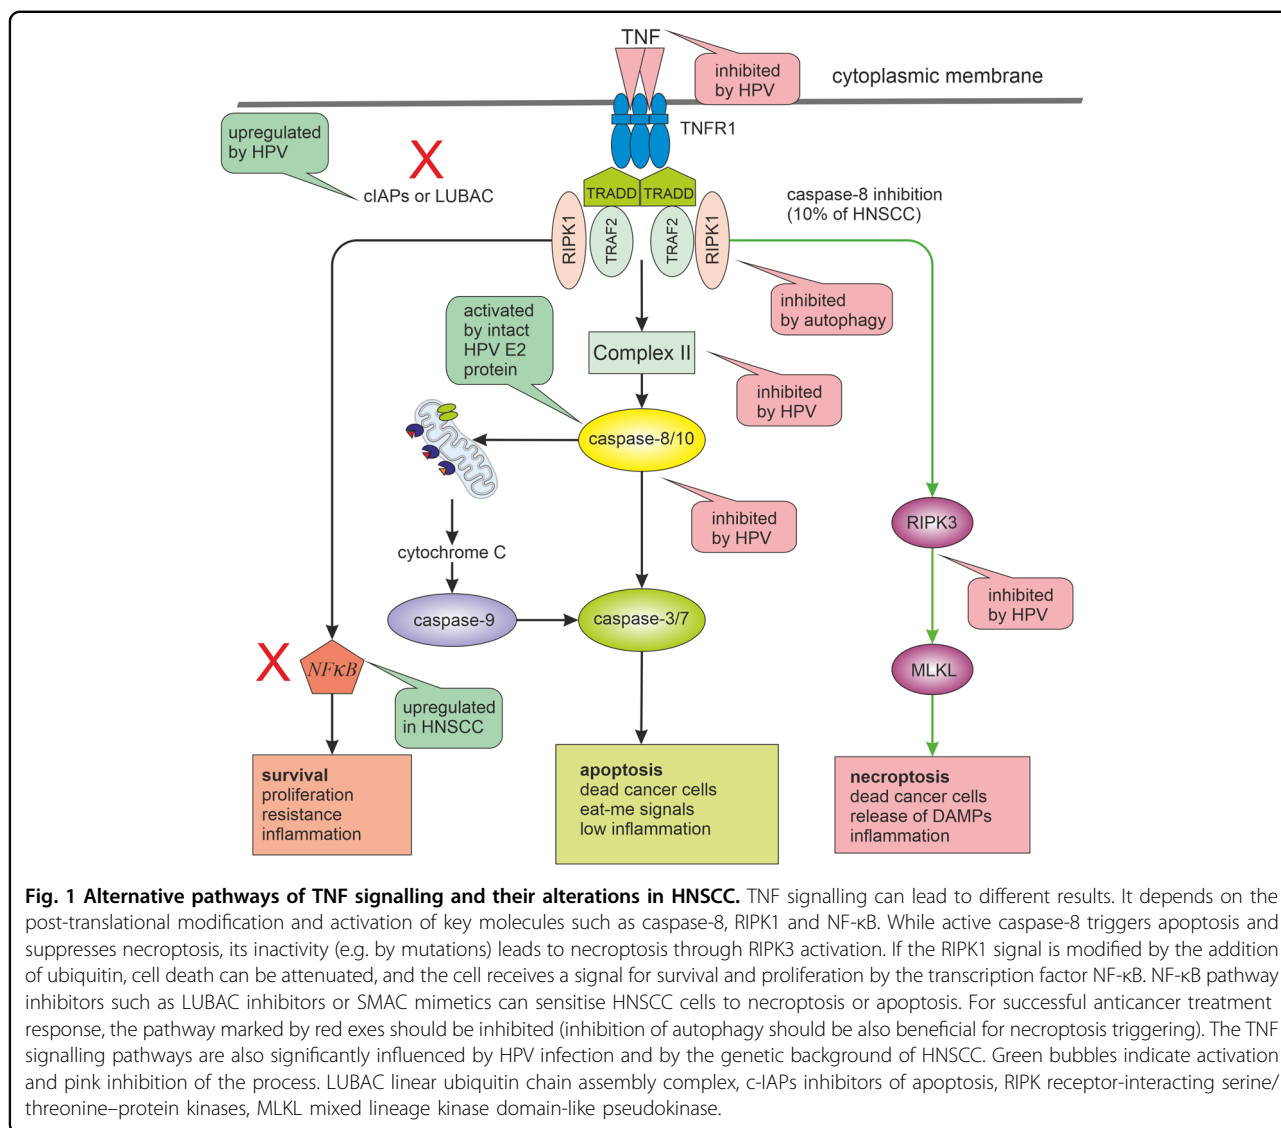 TNF
inhibited
by HPV
cytoplasmic membrane
TNFR1
upregulated
by HPV
X
cIAPs or LUBAC
TRADD TRADD
caspase-8 inhibition
(10% of HNSCC)
RIPK1
TRAF2
TRAF2
RIPK1
inhibited
by autophagy
activated
by intact
HPV E2
protein
Complex II
inhibited
by HPV
caspase-8/10
inhibited
by HPV
RIPK3
cytochrome C
inhibited
by HPV
caspase-9
caspase-3/7
X
NFκB
MLKL
upregulated
in HNSCC
survival
proliferation
resistance
inflammation
apoptosis
dead cancer cells
eat-me signals
low inflammation
necroptosis
dead cancer cells
release of DAMPs
inflammation
Fig. 1 Alternative pathways of TNF signalling and their alterations in HNSCC. TNF signalling can lead to different results. It depends on the
post-translational modification and activation of key molecules such as caspase-8, RIPK1 and NF-κB. While active caspase-8 triggers apoptosis and
suppresses necroptosis, its inactivity (e.g. by mutations) leads to necroptosis through RIPK3 activation. If the RIPK1 signal is modified by the addition
of ubiquitin, cell death can be attenuated, and the cell receives a signal for survival and proliferation by the transcription factor NF-κB. NF-κB pathway
inhibitors such as LUBAC inhibitors or SMAC mimetics can sensitise HNSCC cells to necroptosis or apoptosis. For successful anticancer treatment
response, the pathway marked by red exes should be inhibited (inhibition of autophagy should be also beneficial for necroptosis triggering). The TNF
signalling pathways are also significantly influenced by HPV infection and by the genetic background of HNSCC. Green bubbles indicate activation
and pink inhibition of the process. LUBAC linear ubiquitin chain assembly complex, c-IAPs inhibitors of apoptosis, RIPK receptor-interacting serine/
threonine–protein kinases, MLKL mixed lineage kinase domain-like pseudokinase.